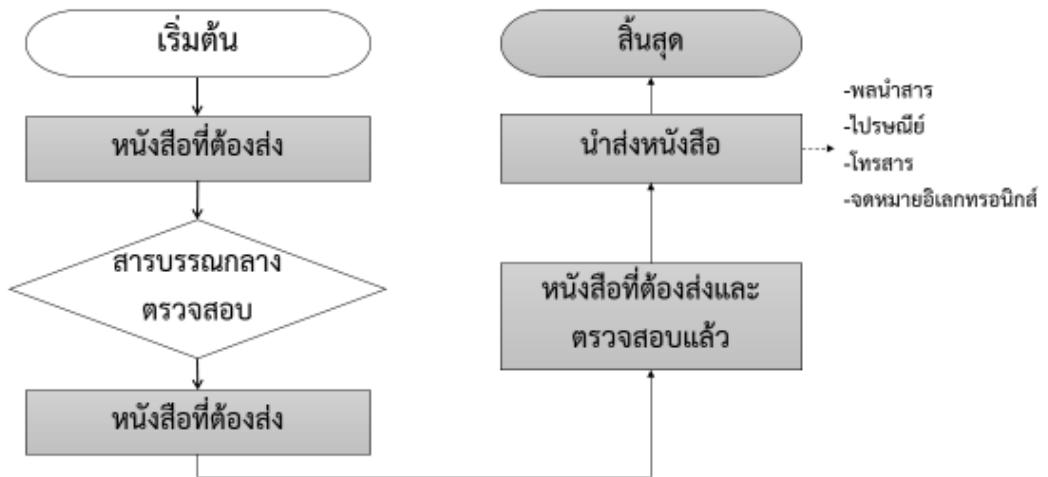 เริ่มต้น
หนังสือที่ต้องส่ง
สารบรรณกลาง
ตรวจสอบ
หนังสือที่ต้องส่ง
หนังสือที่ต้องส่งและ
ตรวจสอบแล้ว
นำส่งหนังสือ
-พลนำสาร
-ไปรษณีย์
-โทรสาร
-จดหมายอิเลกทรอนิกส์
สิ้นสุด